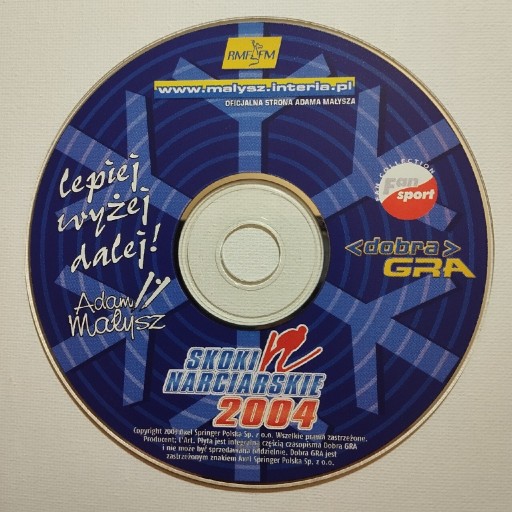 RMF FM
www.malysz.interia.pl
OFICJALNA STRONA ADAMA MAŁYSZA
lepiej
wyżej
dalej!
Adam
Małysz
FAN COLLECTION
Fan
sport
<dobra>
GRA
SKOKI
NARCIARSKIE
2004
Copyright 2003 Axel Springer Polska Sp. z o.o. Wszelkie prawa zastrzeżone.
Producent: L'Art. Płyta jest integralną częścią czasopisma Dobra GRA
i nie może być sprzedawana oddzielnie. Dobra GRA jest
zastrzeżonym znakiem Axel Springer Polska Sp. z o.o.